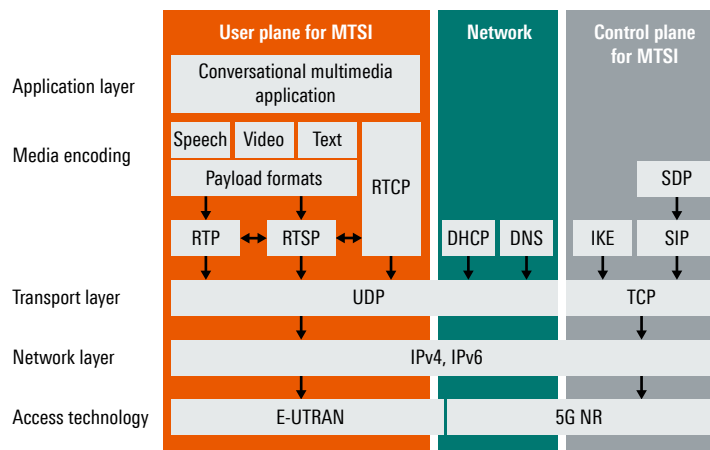 User plane for MTSI
Network
Control plane
for MTSI
Application layer
Conversational multimedia
application
Media encoding
Speech
Video
Text
Payload formats
RTCP
SDP
RTP
RTSP
DHCP
DNS
IKE
SIP
Transport layer
UDP
TCP
Network layer
IPv4, IPv6
Access technology
E-UTRAN
5G NR